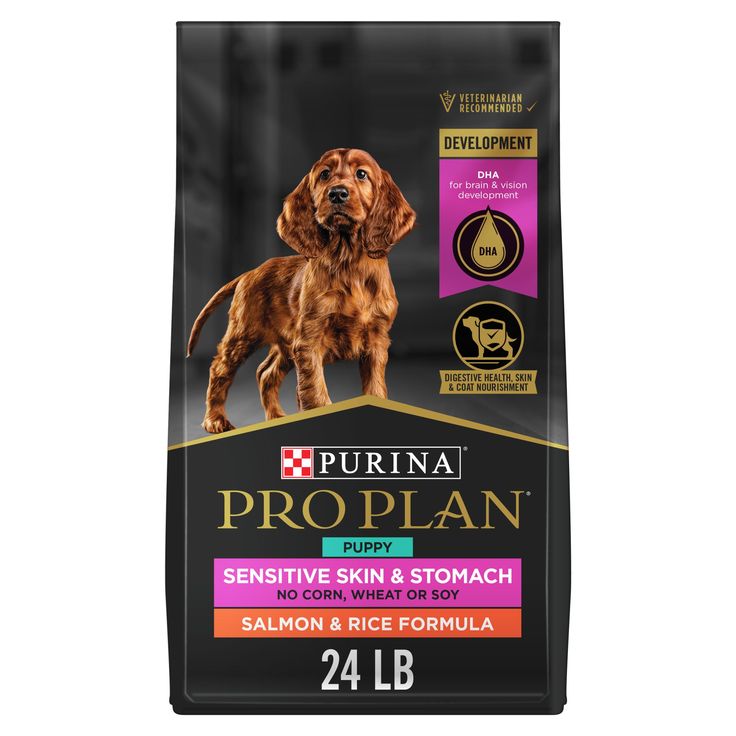 VETERINARIAN
RECOMMENDED
DEVELOPMENT
DHA
for brain & vision
development
DHA
DIGESTIVE HEALTH, SKIN
& COAT NOURISHMENT
PURINA®
PRO PLAN®
PUPPY
SENSITIVE SKIN & STOMACH
NO CORN, WHEAT OR SOY
SALMON & RICE FORMULA
24 LB